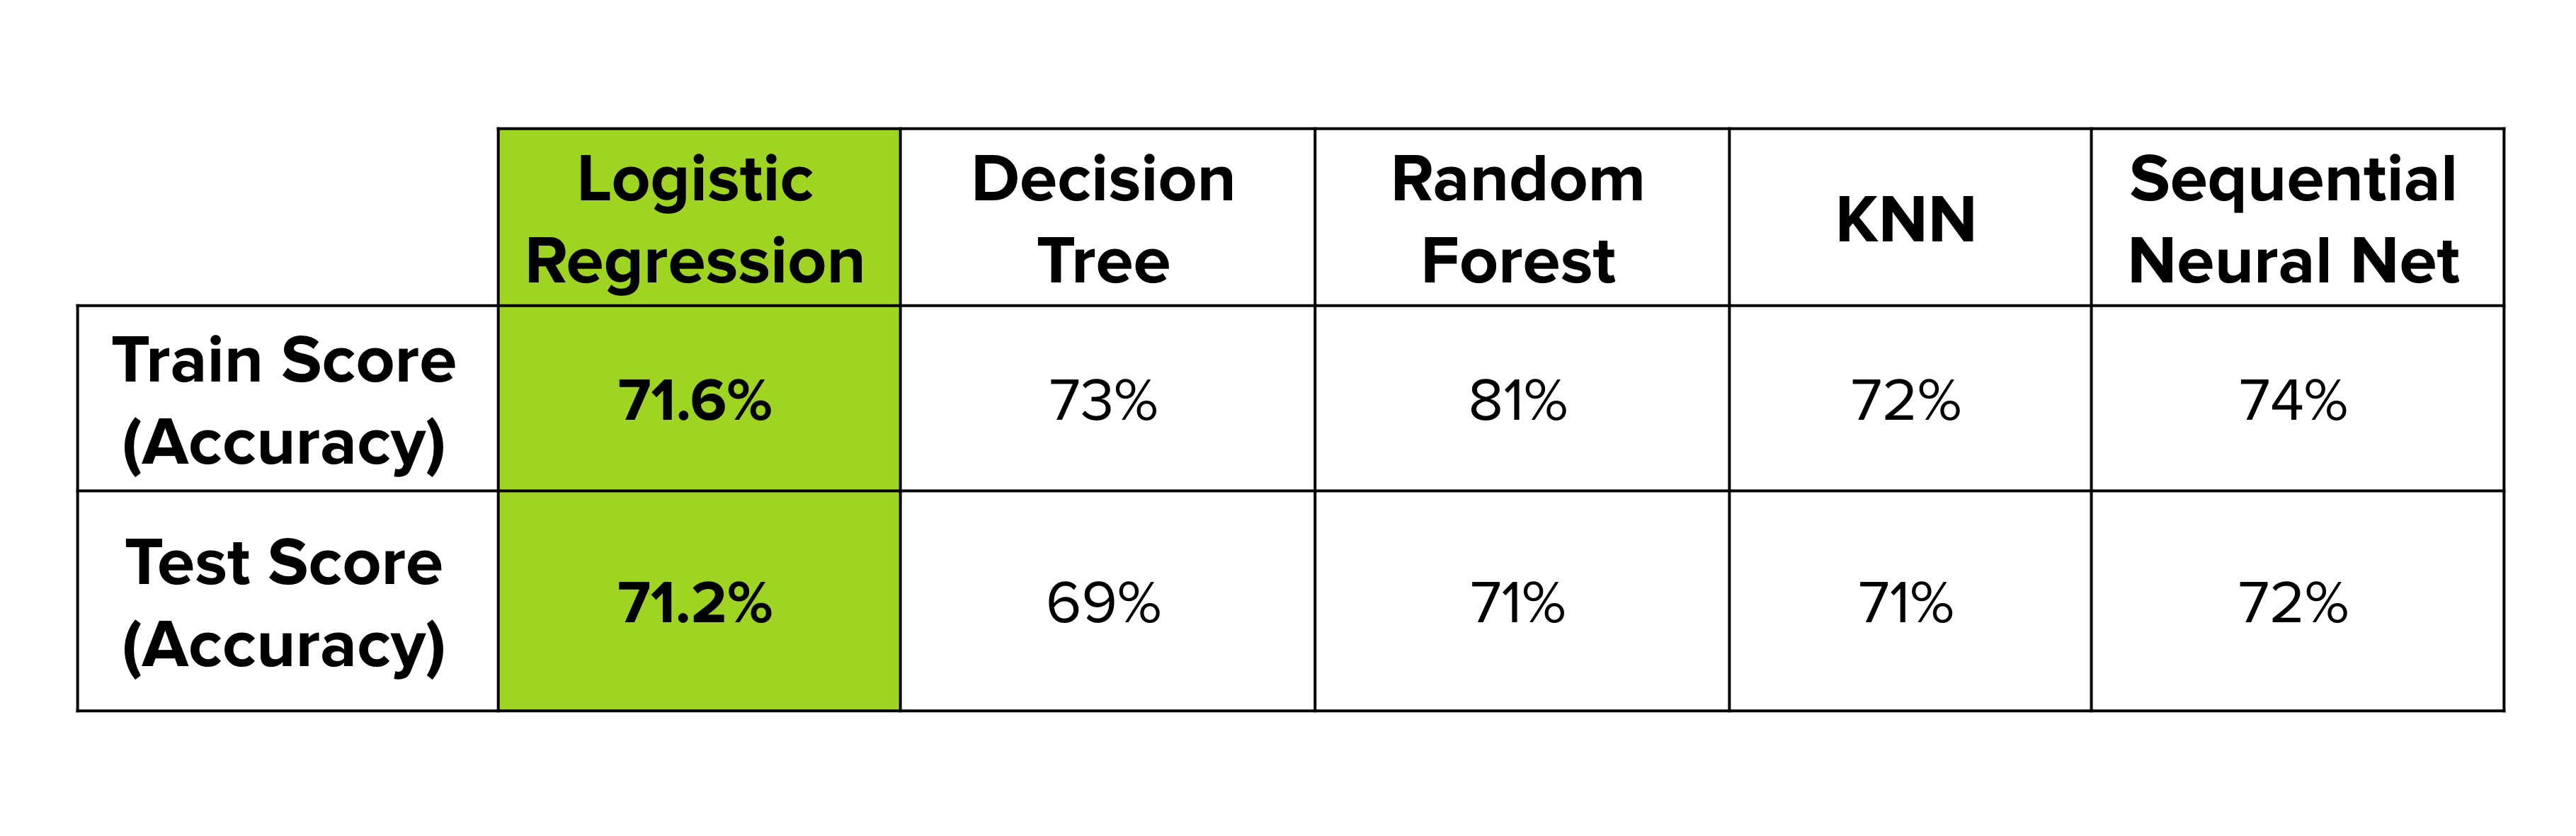 Logistic Regression | Decision Tree | Random Forest | KNN | Sequential Neural Net
Train Score (Accuracy) | 71.6% | 73% | 81% | 72% | 74%
Test Score (Accuracy) | 71.2% | 69% | 71% | 71% | 72%